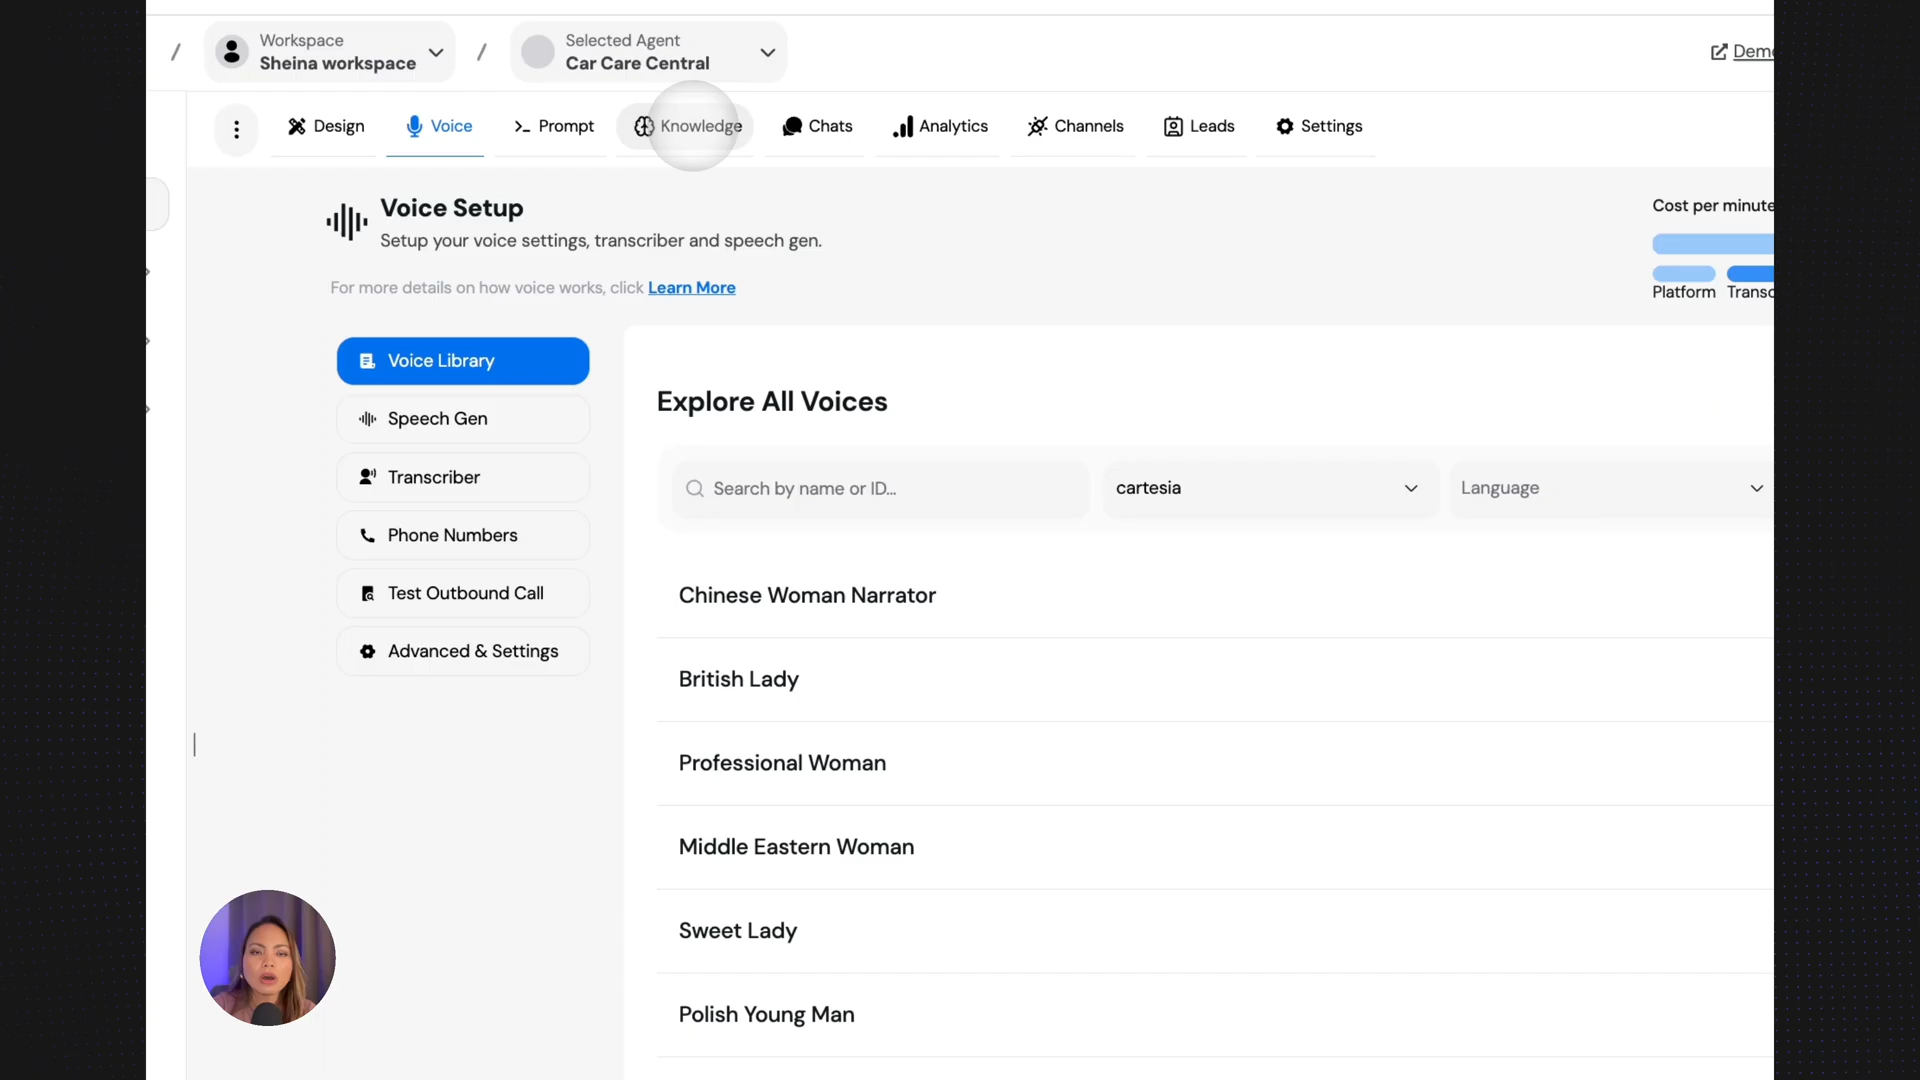 /
Workspace
Sheina workspace
/
Selected Agent
Car Care Central
Demo
Design
Voice
Prompt
Knowledge
Chats
Analytics
Channels
Leads
Settings
Voice Setup
Setup your voice settings, transcriber and speech gen.
For more details on how voice works, click Learn More
Cost per minute
Platform
Transc
Voice Library
Speech Gen
Transcriber
Phone Numbers
Test Outbound Call
Advanced & Settings
Explore All Voices
Search by name or ID...
cartesia
Language
Chinese Woman Narrator
British Lady
Professional Woman
Middle Eastern Woman
Sweet Lady
Polish Young Man